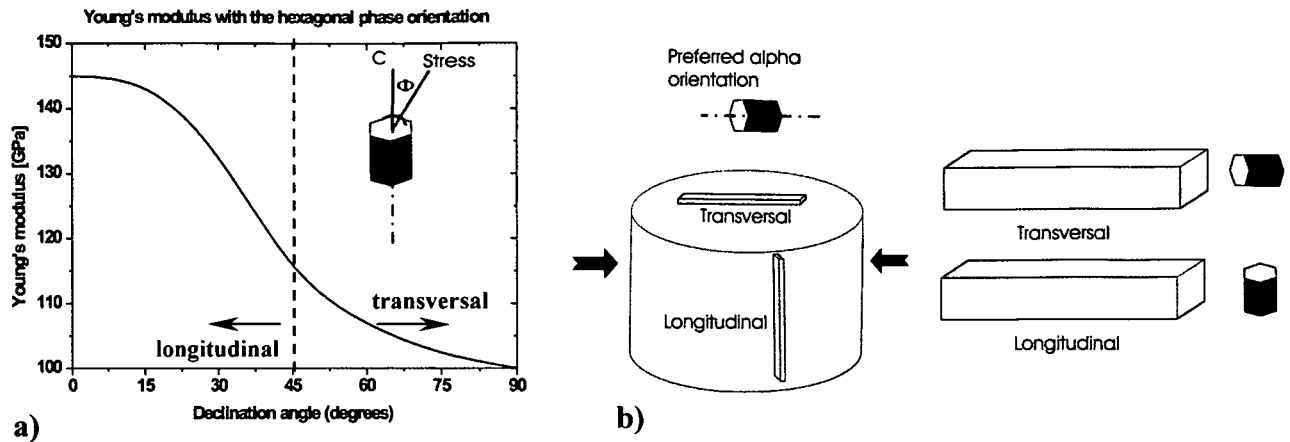 a)
Young's modulus with the hexagonal phase orientation
Young's modulus [GPa]
150
140
130
120
110
100
0
15
30
45
60
75
90
Declination angle (degrees)
C
Φ
Stress
longitudinal
transversal
b)
Preferred alpha
orientation
Transversal
Longitudinal
Transversal
Longitudinal